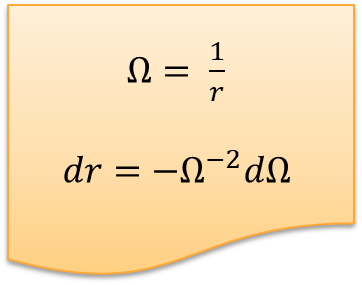 Ω = 1/r
dr = −Ω⁻² dΩ